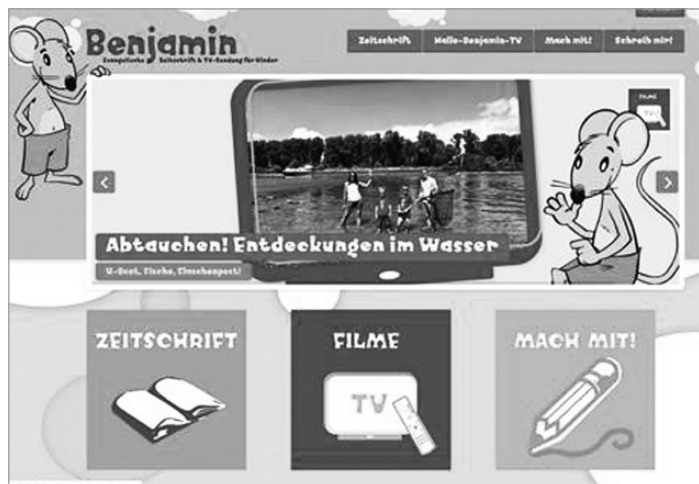 Benjamin
Evangelische Zeitschrift & TV-Sendung für Kinder
Zeitschrift
Hallo-Benjamin-TV
Mach mit!
Schreib mir!
FILME
TV
Abtauchen! Entdeckungen im Wasser
U-Boot, Fische, Flaschenpost!
ZEITSCHRIFT
FILME
MACH MIT!
TV